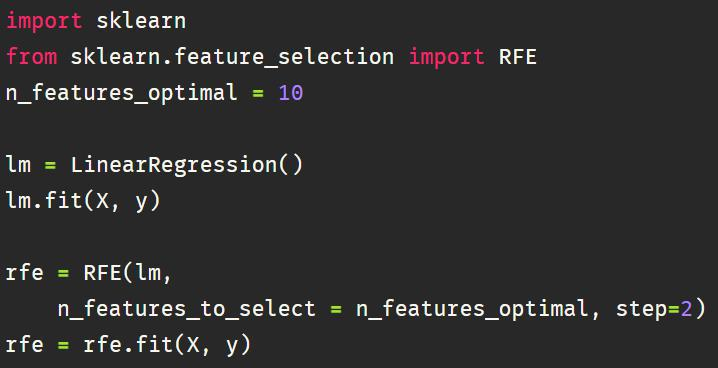 import sklearn
from sklearn.feature_selection import RFE
n_features_optimal = 10
lm = LinearRegression()
lm.fit(X, y)
rfe = RFE(lm,
n_features_to_select = n_features_optimal, step=2)
rfe = rfe.fit(X, y)